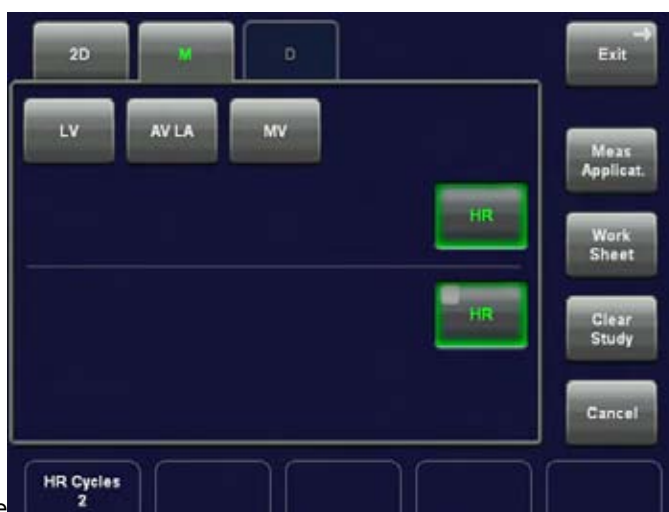 2D M D Exit
LV AV LA MV
Meas
Applicat.
HR
Work
Sheet
HR
Clear
Study
Cancel
HR Cycles
2
e